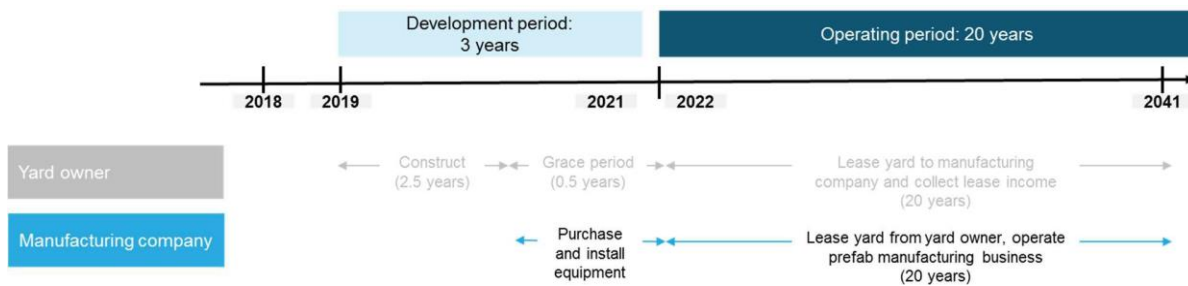 Development period:
3 years
Operating period: 20 years
2018
2019
2021
2022
2041
Yard owner
Construct
(2.5 years)
Grace period
(0.5 years)
Lease yard to manufacturing
company and collect lease income
(20 years)
Manufacturing company
Purchase
and install
equipment
Lease yard from yard owner, operate
prefab manufacturing business
(20 years)